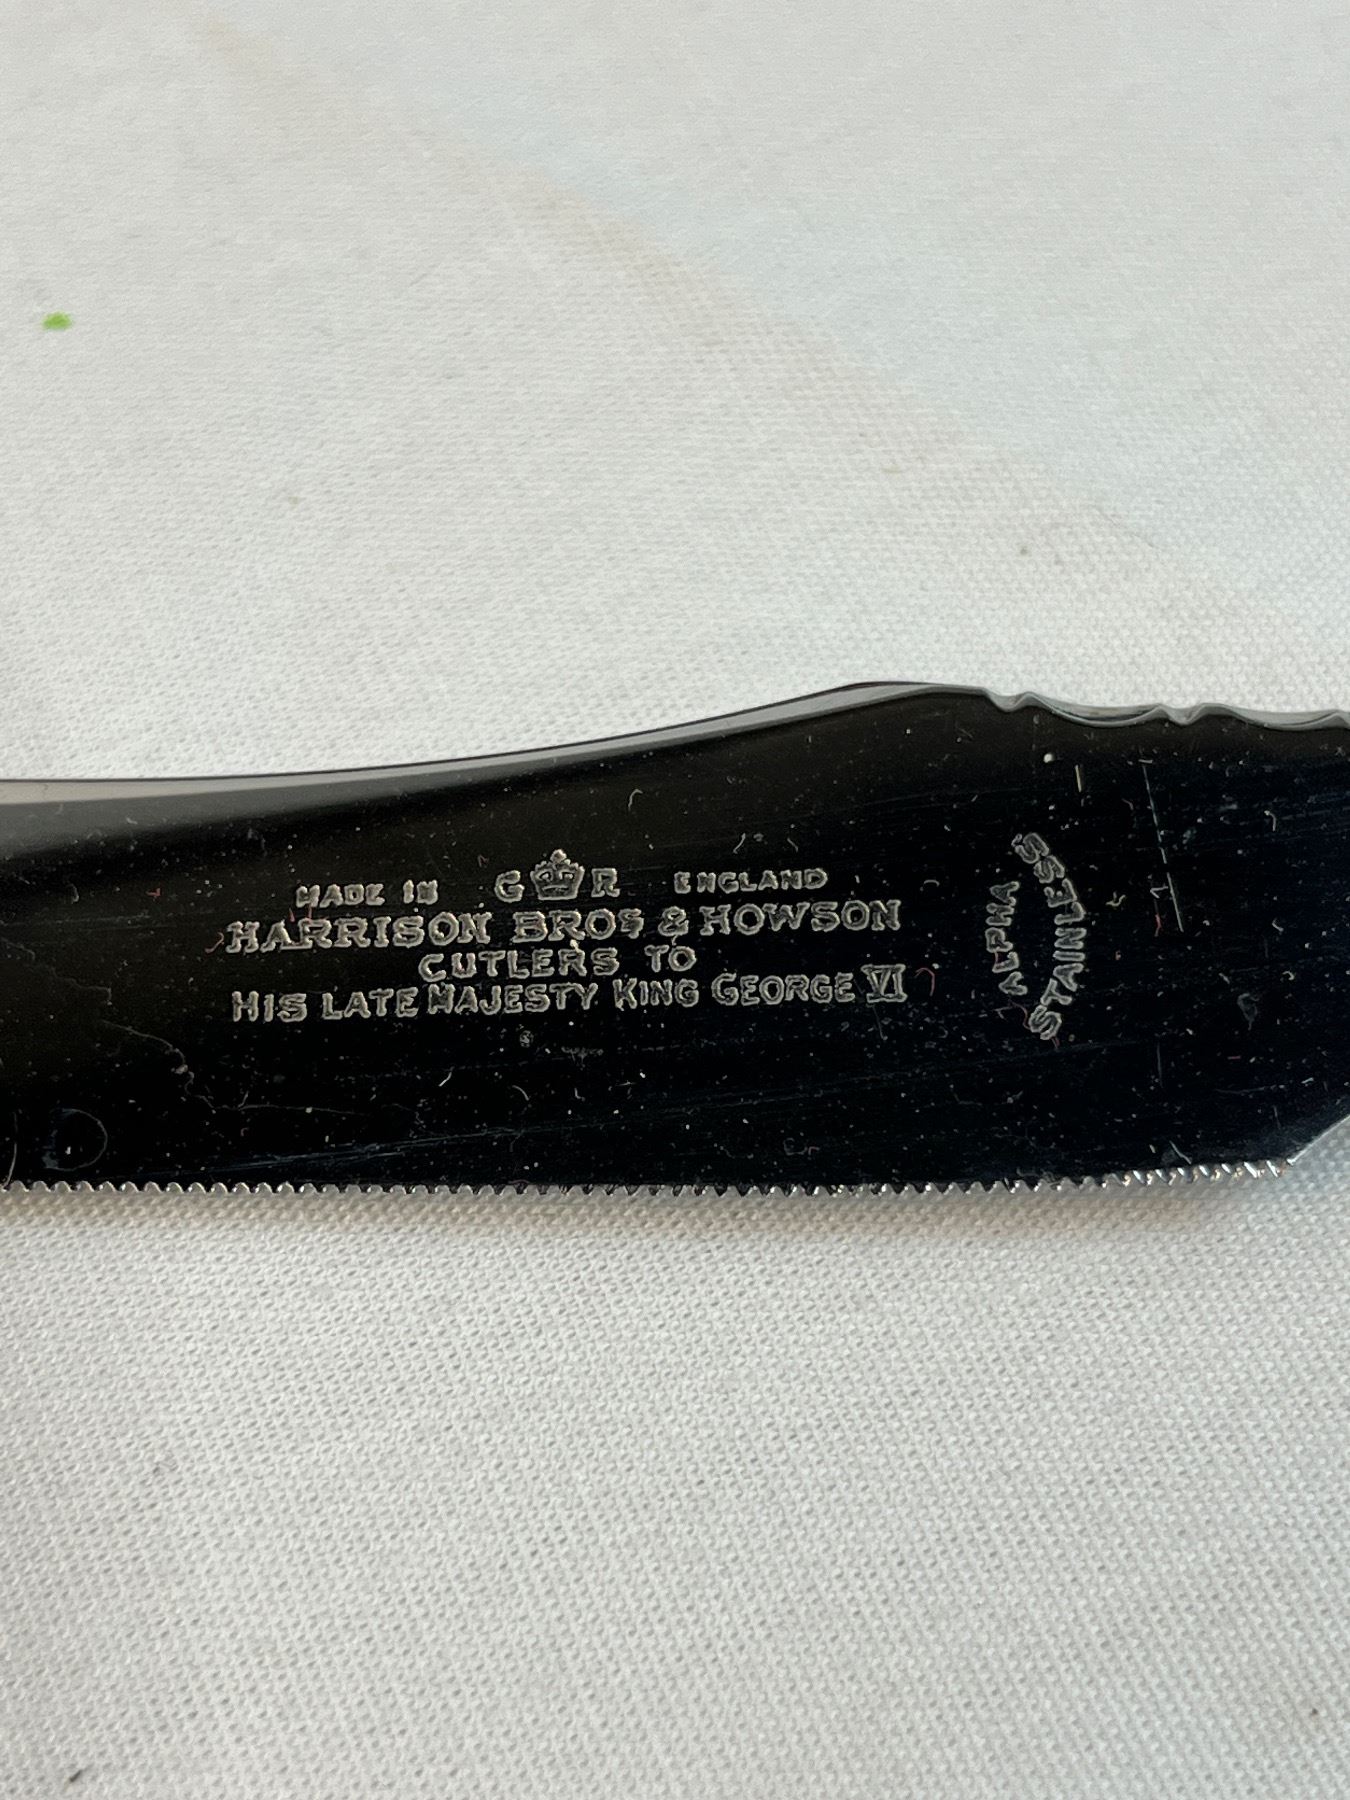 MADE IN G R ENGLAND
HARRISON BROS & HOWSON
CUTLERS TO
HIS LATE MAJESTY KING GEORGE VI
ALPHA
STAINLESS